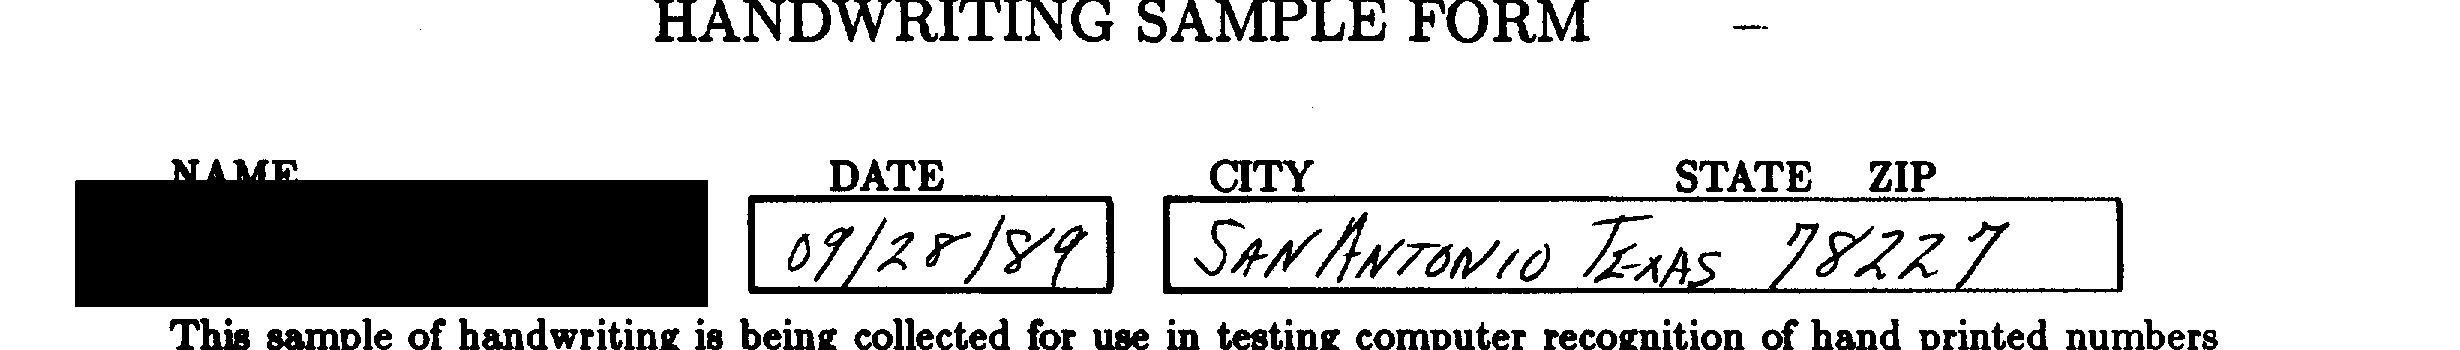 HANDWRITING SAMPLE FORM –
NAME DATE CITY STATE ZIP
09/28/89 SAN ANTONIO TEXAS 78227
This sample of handwriting is being collected for use in testing computer recognition of hand printed numbers